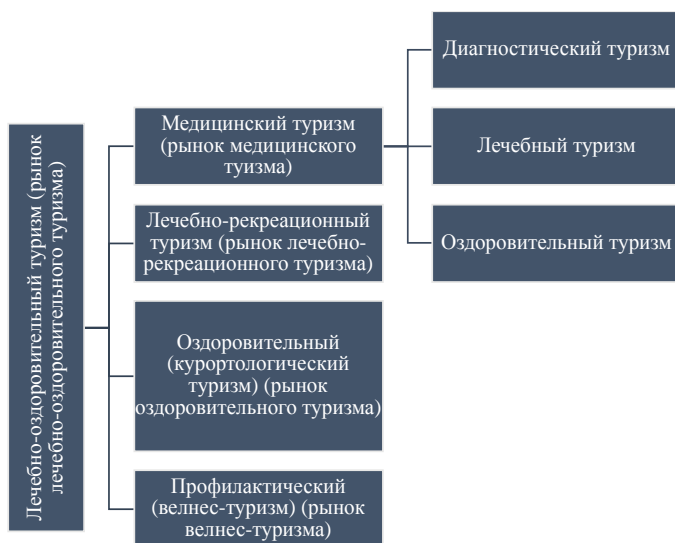 Лечебно-оздоровительный туризм (рынок
лечебно-оздоровительного туризма)
Медицинский туризм
(рынок медицинского
туизма)
Диагностический туризм
Лечебный туризм
Оздоровительный туризм
Лечебно-рекреационный
туризм (рынок лечебно-
рекреационного туризма)
Оздоровительный
(курортологический
туризм) (рынок
оздоровительного туризма)
Профилактический
(велнес-туризм) (рынок
велнес-туризма)